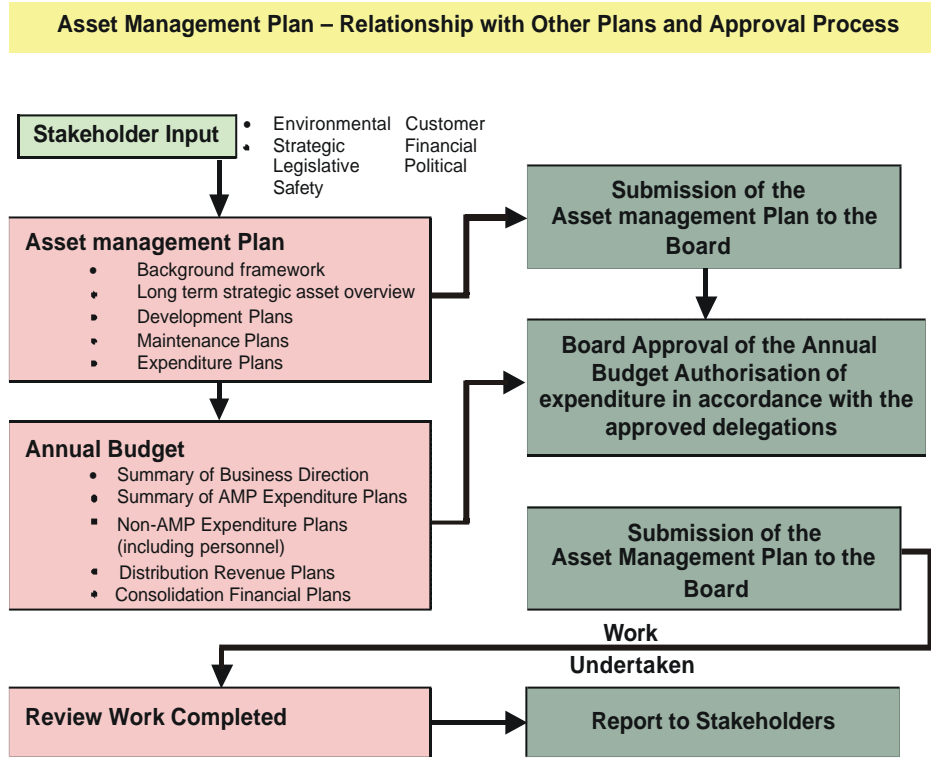 Asset Management Plan – Relationship with Other Plans and Approval Process
Stakeholder Input
• Environmental Customer
• Strategic Financial
Legislative Political
Safety
Asset management Plan
• Background framework
• Long term strategic asset overview
• Development Plans
• Maintenance Plans
• Expenditure Plans
Submission of the
Asset management Plan to the
Board
Board Approval of the Annual
Budget Authorisation of
expenditure in accordance with the
approved delegations
Annual Budget
• Summary of Business Direction
• Summary of AMP Expenditure Plans
▪ Non-AMP Expenditure Plans
(including personnel)
▪ Distribution Revenue Plans
• Consolidation Financial Plans
Submission of the
Asset Management Plan to the
Board
Work
Undertaken
Review Work Completed
Report to Stakeholders